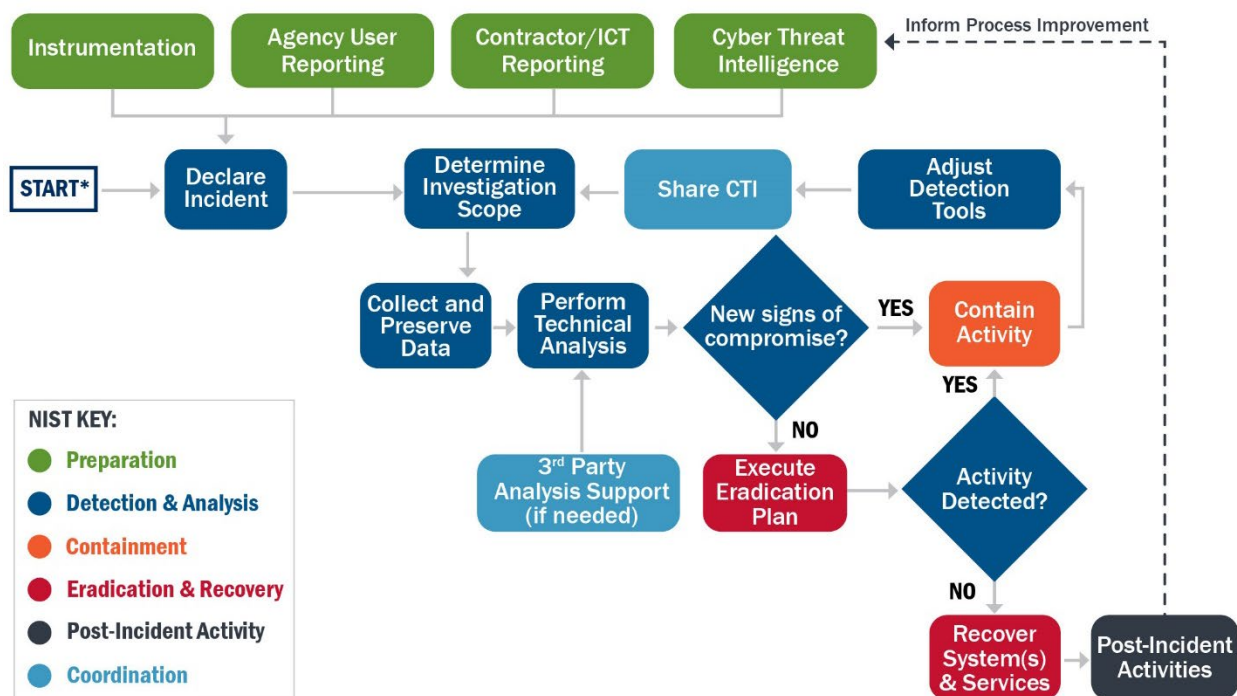 Inform Process Improvement
Instrumentation
Agency User
Reporting
Contractor/ICT
Reporting
Cyber Threat
Intelligence
START*
Declare
Incident
Determine
Investigation
Scope
Share CTI
Adjust
Detection
Tools
Collect and
Preserve
Data
Perform
Technical
Analysis
New signs of
compromise?
YES
Contain
Activity
YES
NO
3rd Party
Analysis Support
(if needed)
Execute
Eradication
Plan
Activity
Detected?
NO
Recover
System(s)
& Services
Post-Incident
Activities
NIST KEY:
Preparation
Detection & Analysis
Containment
Eradication & Recovery
Post-Incident Activity
Coordination